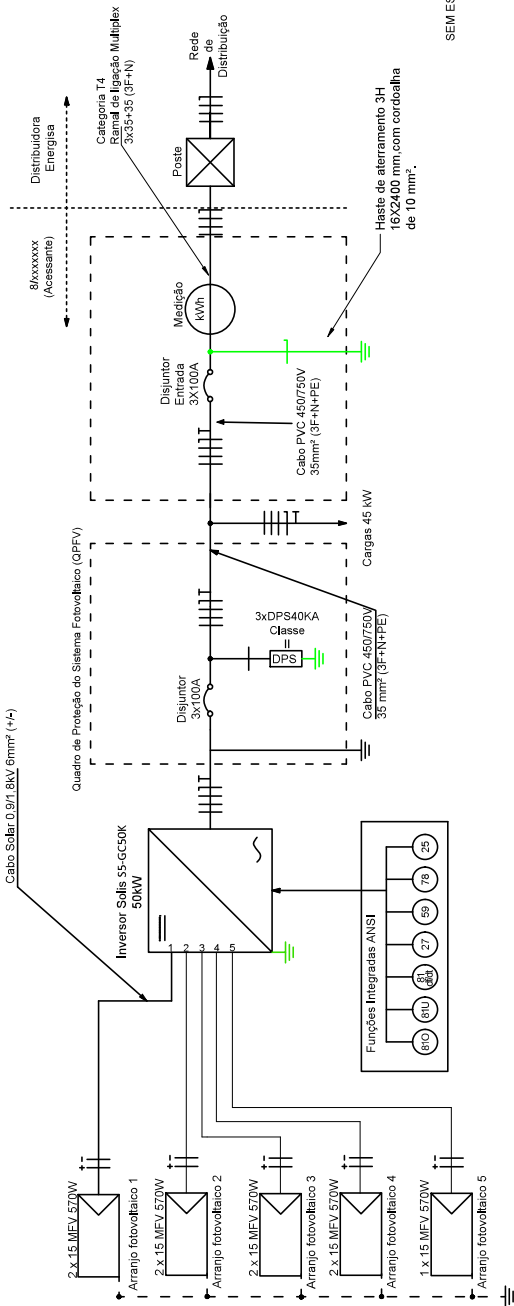 Cabo Solar 0,9/1,8kV 6mm² (+/-)
2 x 15 MFV 570W
Arranjo fotovoltaico 1
2 x 15 MFV 570W
Arranjo fotovoltaico 2
2 x 15 MFV 570W
Arranjo fotovoltaico 3
2 x 15 MFV 570W
Arranjo fotovoltaico 4
1 x 15 MFV 570W
Arranjo fotovoltaico 5
+ -
+ -
+ -
+ -
+ -
Inversor Solis S5-GC50K
50kW
1
2
3
4
5
Funções Integradas ANSI
81O
81U
81
df/dt
27
59
78
25
Quadro de Proteção do Sistema Fotovoltaico (QPFV)
Disjuntor
3x100A
3xDPS40KA
Classe
II
DPS
Cabo PVC 450/750V
35 mm² (3F+N+PE)
Cargas 45 kW
8/xxxxxxx
(Acessante)
Distribuidora
Energisa
Disjuntor
Entrada
3X100A
Medição
kWh
Cabo PVC 450/750V
35mm² (3F+N+PE)
Categoria T4
Ramal de ligação Multiplex
3x35+35 (3F+N)
Poste
Rede
de
Distribuição
Haste de aterramento 3H
16X2400 mm,com cordoalha
de 10 mm².
SEM ES